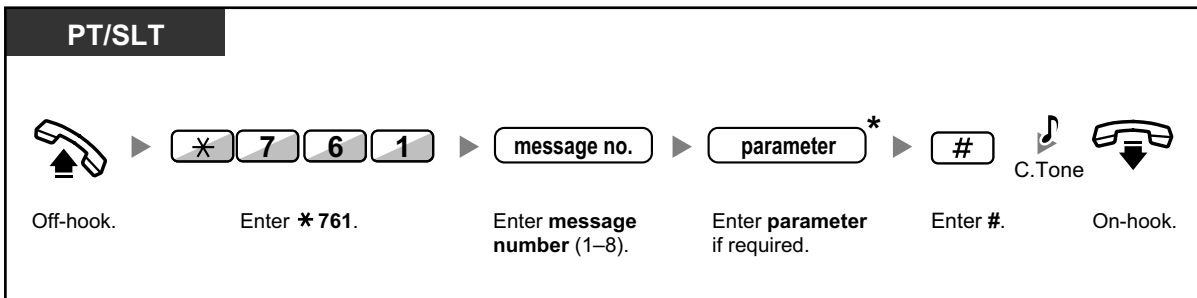 PT/SLT
* 7 6 1
message no.
parameter
*
#
C.Tone
Off-hook.
Enter * 761.
Enter message
number (1–8).
Enter parameter
if required.
Enter #.
On-hook.